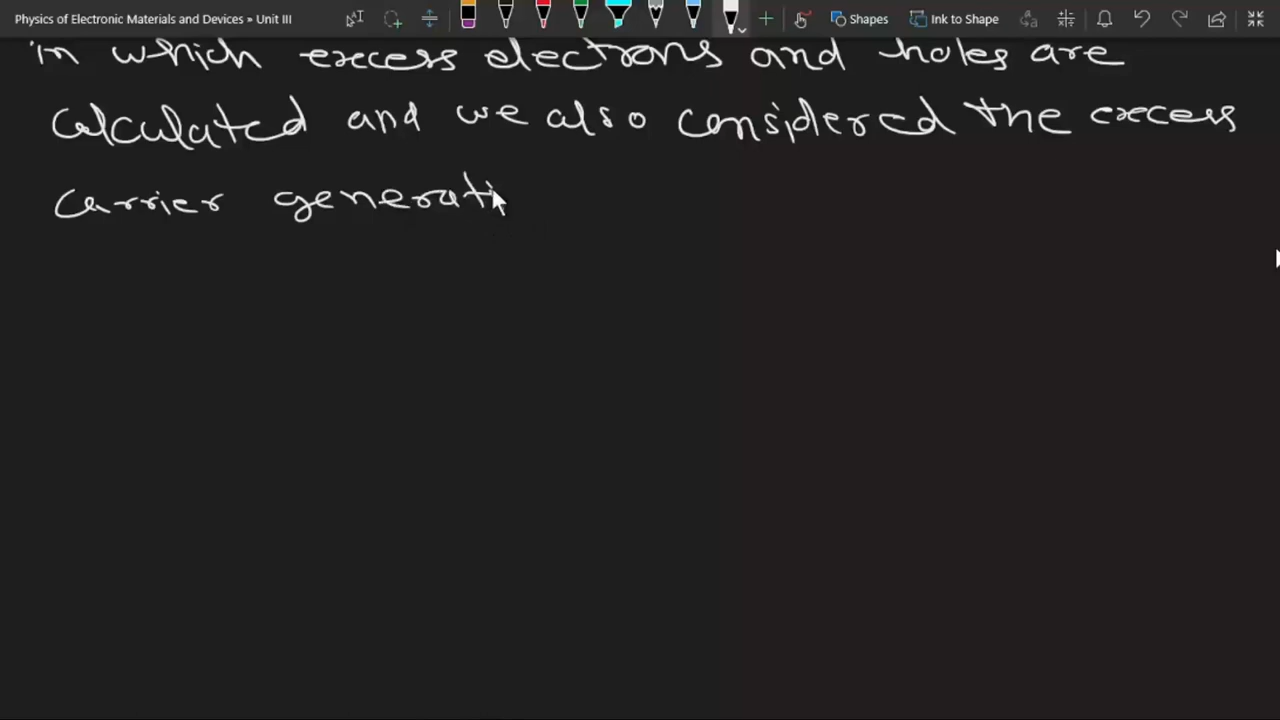 Physics of Electronic Materials and Devices » Unit III
Shapes
Ink to Shape
in which excess electrons and holes are
calculated and we also considered the excess
carrier generati